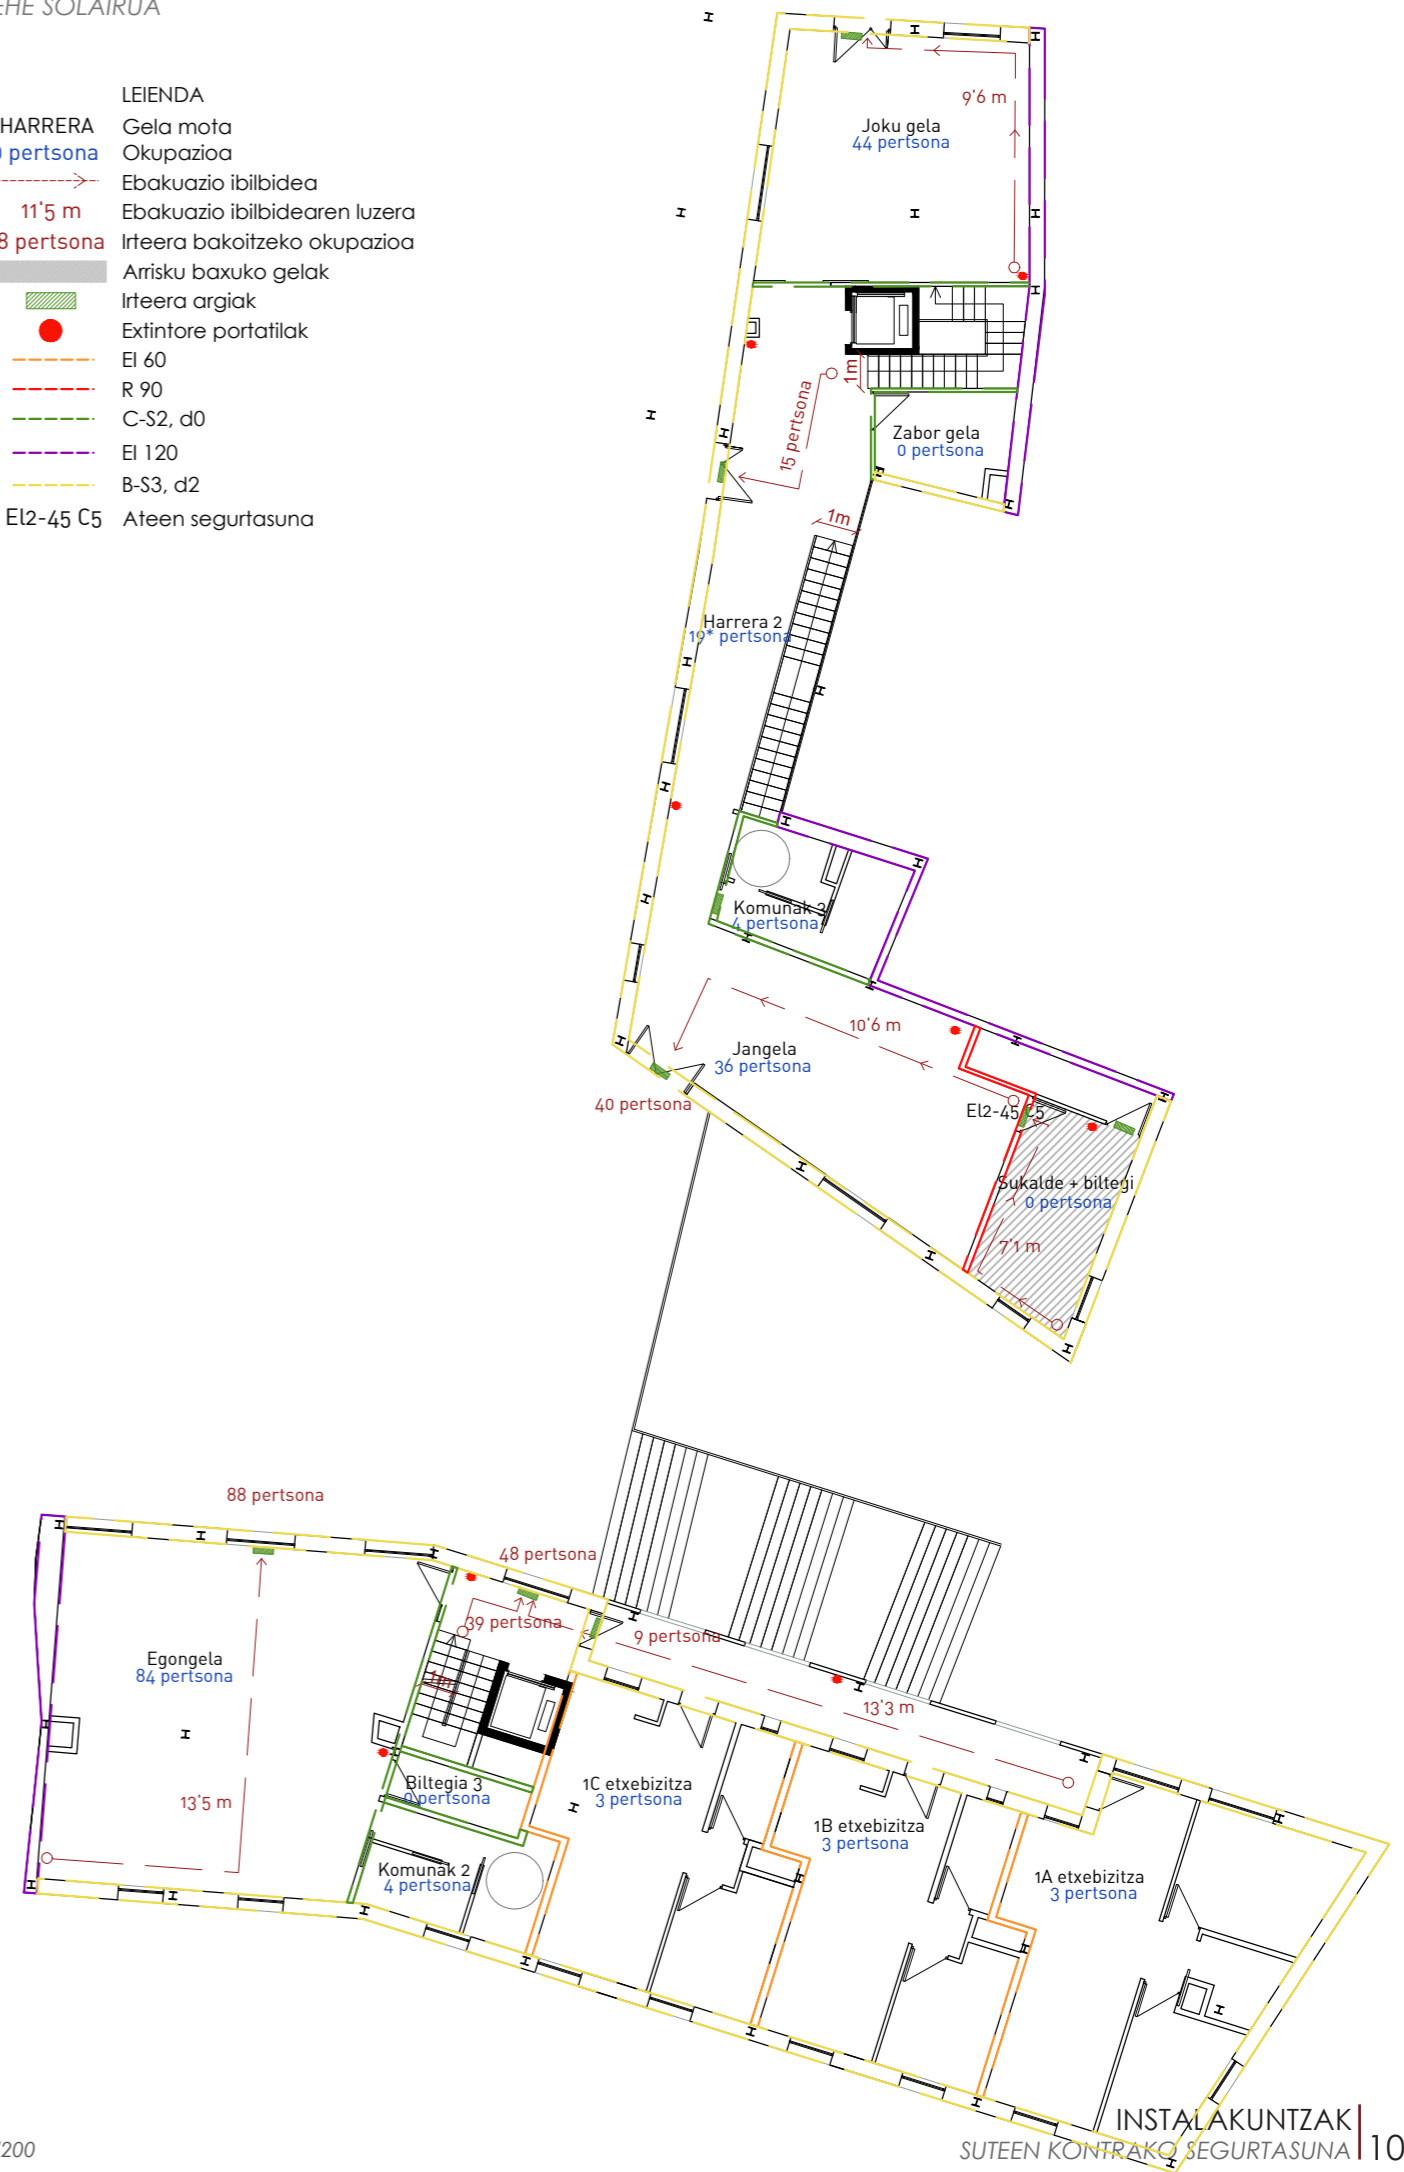 EHE SOLAIRUA
LEIENDA
HARRERA Gela mota
pertsona Okupazioa
Ebakuazio ibilbidea
11'5 m Ebakuazio ibilbidearen luzera
8 pertsona Irteera bakoitzeko okupazioa
Arrisku baxuko gelak
Irteera argiak
Extintore portatilak
EI 60
R 90
C-S2, d0
EI 120
B-S3, d2
El2-45 C5 Ateen segurtasuna
9'6 m
Joku gela
44 pertsona
1m
15 pertsona
Zabor gela
0 pertsona
1m
Harrera 2
19* pertsona
Komunak 3
4 pertsona
10'6 m
Jangela
36 pertsona
40 pertsona
El2-45 C5
Sukalde + biltegi
0 pertsona
7'1 m
88 pertsona
48 pertsona
39 pertsona
9 pertsona
Egongela
84 pertsona
1m
13'3 m
13'5 m
Biltegia 3
0 pertsona
1C etxebizitza
3 pertsona
1B etxebizitza
3 pertsona
Komunak 2
4 pertsona
1A etxebizitza
3 pertsona
INSTALAKUNTZAK
SUTEEN KONTRAKO SEGURTASUNA 10
/200